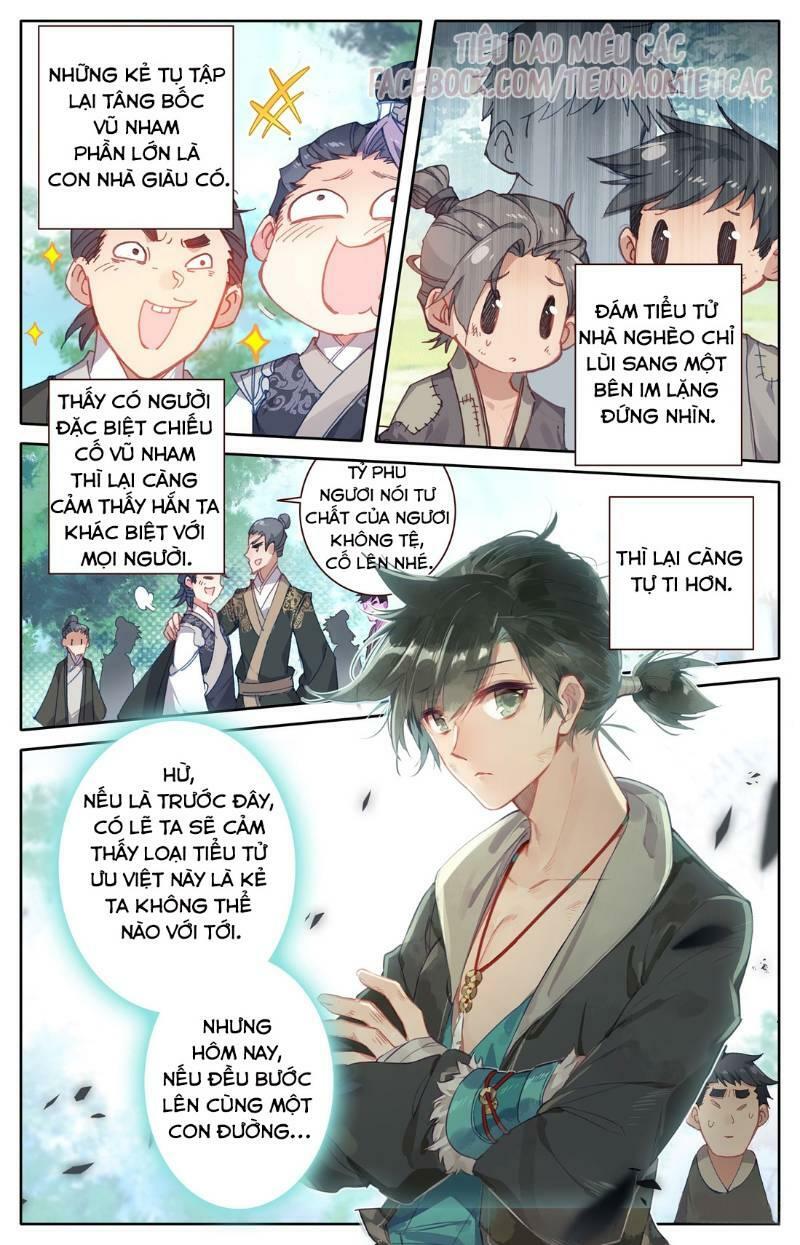 TIÊU DAO MIÊU CÁC
FACEBOOK.COM/TIEUDAOMIEUCAC
NHỮNG KẺ TỤ TẬP
LẠI TÂNG BỐC
VŨ NHAM
PHẦN LỚN LÀ
CON NHÀ GIÀU CÓ.
ĐÁM TIỂU TỬ
NHÀ NGHÈO CHỈ
LÙI SANG MỘT
BÊN IM LẶNG
ĐỨNG NHÌN.
THẤY CÓ NGƯỜI
ĐẶC BIỆT CHIẾU
CỐ VŨ NHAM
THÌ LẠI CÀNG
CẢM THẤY HẮN TA
KHÁC BIỆT VỚI
MỌI NGƯỜI.
TỶ PHU
NGƯƠI NÓI TƯ
CHẤT CỦA NGƯƠI
KHÔNG TỆ,
CỐ LÊN NHÉ.
THÌ LẠI CÀNG
TỰ TI HƠN.
HỪ,
NẾU LÀ TRƯỚC ĐÂY,
CÓ LẼ TA SẼ CẢM
THẤY LOẠI TIỂU TỬ
ƯU VIỆT NÀY LÀ KẺ
TA KHÔNG THỂ
NÀO VỚI TỚI.
NHƯNG
HÔM NAY,
NẾU ĐỀU BƯỚC
LÊN CÙNG MỘT
CON ĐƯỜNG...